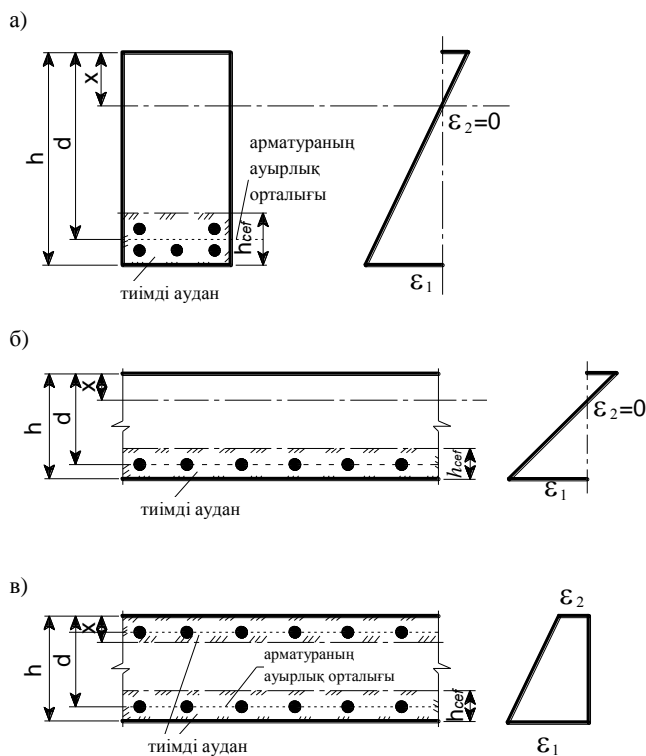 а)
x
h
d
ε₂=0
арматураның
ауырлық
орталығы
hcef
ε₁
тиімді аудан
б)
x
h
d
ε₂=0
hcef
ε₁
тиімді аудан
в)
ε₂
x
h
d
арматураның
ауырлық орталығы
hcef
тиімді аудан
ε₁